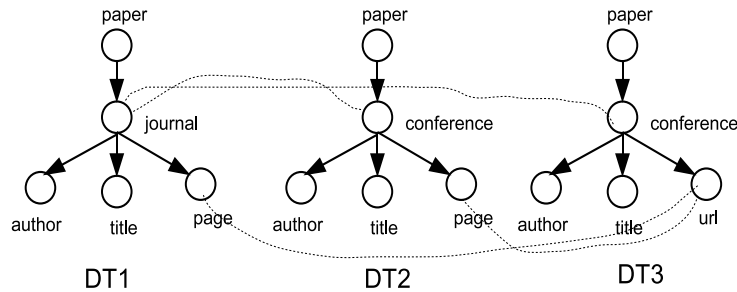 paper paper paper
journal conference conference
author title page author title page author title url
DT1 DT2 DT3